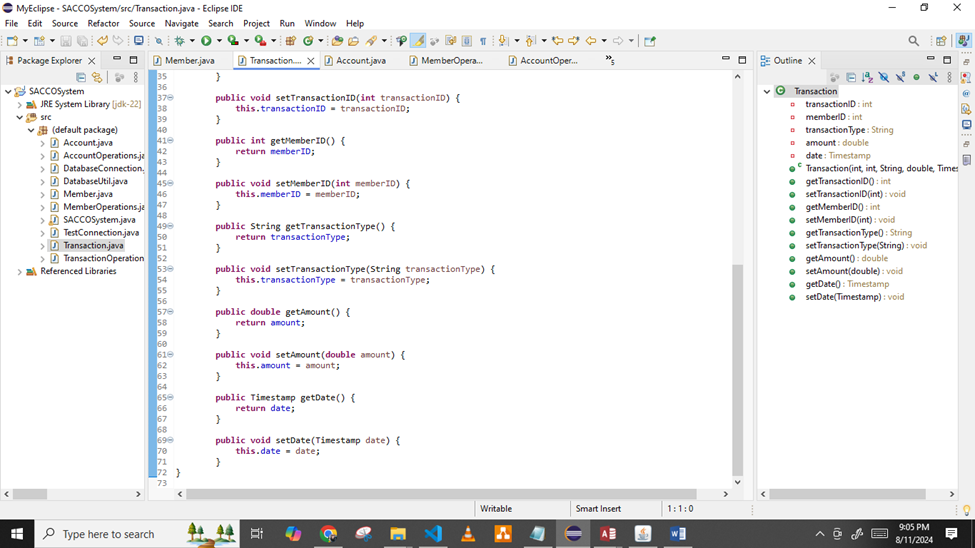 MyEclipse - SACCOSystem/src/Transaction.java - Eclipse IDE
File Edit Source Refactor Source Navigate Search Project Run Window Help
Package Explorer
SACCOSystem
JRE System Library [jdk-22]
src
(default package)
Account.java
AccountOperations.j
DatabaseConnection.
DatabaseUtil.java
Member.java
MemberOperations.j
SACCOSystem.java
TestConnection.java
Transaction.java
TransactionOperation
Referenced Libraries
Member.java Transaction.... Account.java MemberOpera... AccountOper... »5
35 }
36
37 public void setTransactionID(int transactionID) {
38 this.transactionID = transactionID;
39 }
40
41 public int getMemberID() {
42 return memberID;
43 }
44
45 public void setMemberID(int memberID) {
46 this.memberID = memberID;
47 }
48
49 public String getTransactionType() {
50 return transactionType;
51 }
52
53 public void setTransactionType(String transactionType) {
54 this.transactionType = transactionType;
55 }
56
57 public double getAmount() {
58 return amount;
59 }
60
61 public void setAmount(double amount) {
62 this.amount = amount;
63 }
64
65 public Timestamp getDate() {
66 return date;
67 }
68
69 public void setDate(Timestamp date) {
70 this.date = date;
71 }
72 }
73
Outline
Transaction
transactionID : int
memberID : int
transactionType : String
amount : double
date : Timestamp
Transaction(int, int, String, double, Times
getTransactionID() : int
setTransactionID(int) : void
getMemberID() : int
setMemberID(int) : void
getTransactionType() : String
setTransactionType(String) : void
getAmount() : double
setAmount(double) : void
getDate() : Timestamp
setDate(Timestamp) : void
Writable Smart Insert 1 : 1 : 0
Type here to search
9:05 PM
8/11/2024